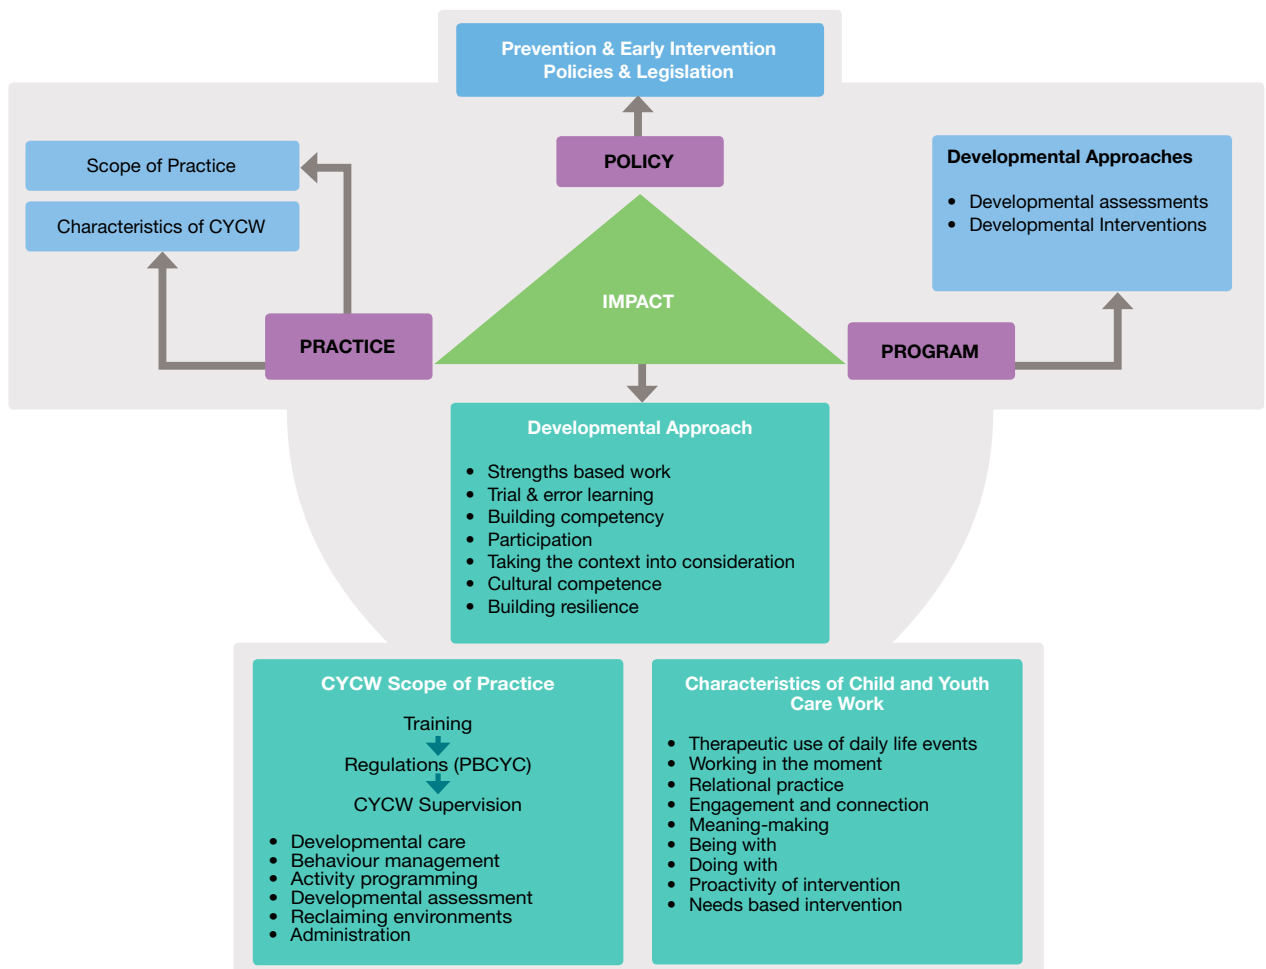 Prevention & Early Intervention
Policies & Legislation
POLICY
Scope of Practice
Characteristics of CYCW
Developmental Approaches
• Developmental assessments
• Developmental Interventions
IMPACT
PRACTICE
PROGRAM
Developmental Approach
• Strengths based work
• Trial & error learning
• Building competency
• Participation
• Taking the context into consideration
• Cultural competence
• Building resilience
CYCW Scope of Practice
Training
Regulations (PBCYC)
CYCW Supervision
• Developmental care
• Behaviour management
• Activity programming
• Developmental assessment
• Reclaiming environments
• Administration
Characteristics of Child and Youth
Care Work
• Therapeutic use of daily life events
• Working in the moment
• Relational practice
• Engagement and connection
• Meaning-making
• Being with
• Doing with
• Proactivity of intervention
• Needs based intervention